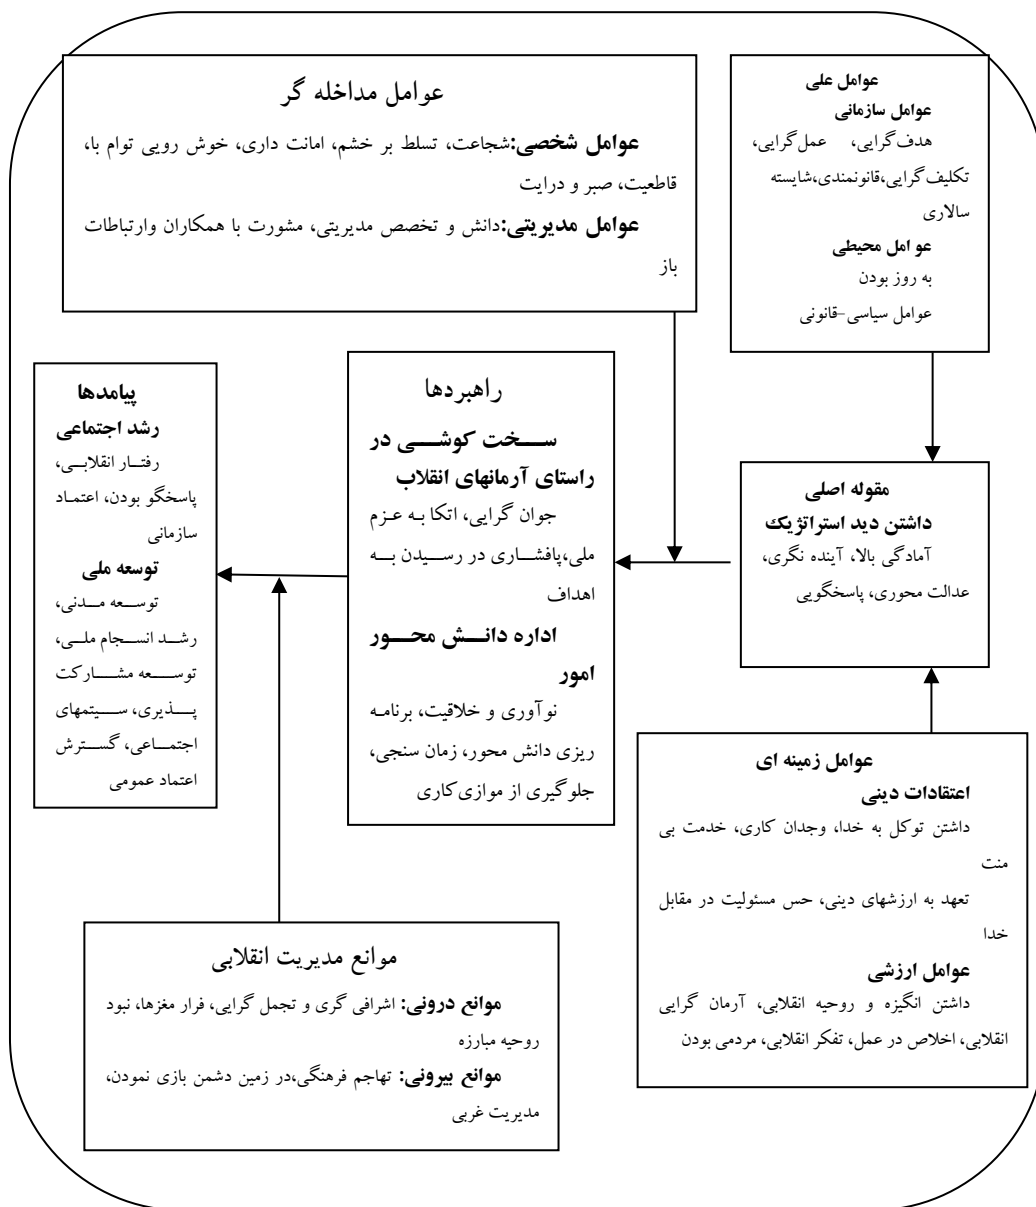 عوامل علی
عوامل سازمانی
هدف‌گرایی، عمل‌گرایی،
تکلیف‌گرایی،قانونمندی،شایسته
سالاری
عو امل محیطی
به روز بودن
عوامل سیاسی-قانونی
عوامل مداخله گر
عوامل شخصی:شجاعت، تسلط بر خشم، امانت داری، خوش رویی توام با،
قاطعیت، صبر و درایت
عوامل مدیریتی:دانش و تخصص مدیریتی، مشورت با همکاران وارتباطات
باز
مقوله اصلی
داشتن دید استراتژیک
آمادگی بالا، آینده نگری،
عدالت محوری، پاسخگویی
راهبردها
سخت کوشی در
راستای آرمانهای انقلاب
جوان گرایی، اتکا به عزم
ملی،پافشاری در رسیدن به
اهداف
اداره دانش محور
امور
نوآوری و خلاقیت، برنامه
ریزی دانش محور، زمان سنجی،
جلوگیری از موازی‌کاری
پیامدها
رشد اجتماعی
رفتار انقلابی،
پاسخگو بودن، اعتماد
سازمانی
توسعه ملی
توسعه مدنی،
رشد انسجام ملی،
توسعه مشارکت
پذیری، سیتمهای
اجتماعی، گسترش
اعتماد عمومی
عوامل زمینه ای
اعتقادات دینی
داشتن توکل به خدا، وجدان کاری، خدمت بی
منت
تعهد به ارزشهای دینی، حس مسئولیت در مقابل
خدا
عوامل ارزشی
داشتن انگیزه و روحیه انقلابی، آرمان گرایی
انقلابی، اخلاص در عمل، تفکر انقلابی، مردمی بودن
موانع مدیریت انقلابی
موانع درونی: اشرافی گری و تجمل گرایی، فرار مغزها، نبود
روحیه مبارزه
موانع بیرونی: تهاجم فرهنگی،در زمین دشمن بازی نمودن،
مدیریت غربی